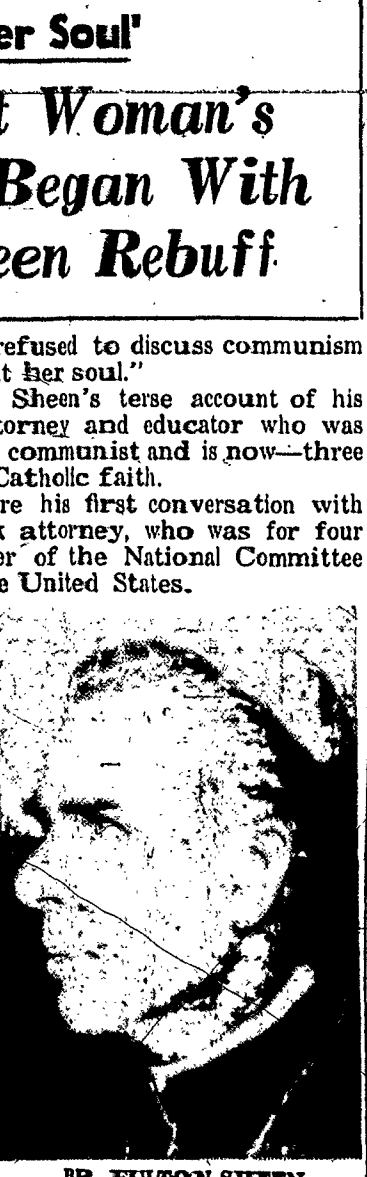 er Soul'
t Woman's
Began With
een Rebuff
refused to discuss communism
t her soul."
Sheen's terse account of his
torney and educator who was
communist and is now—three
Catholic faith.
re his first conversation with
k attorney, who was for four
er of the National Committee
e United States.
FULTON SHEEN